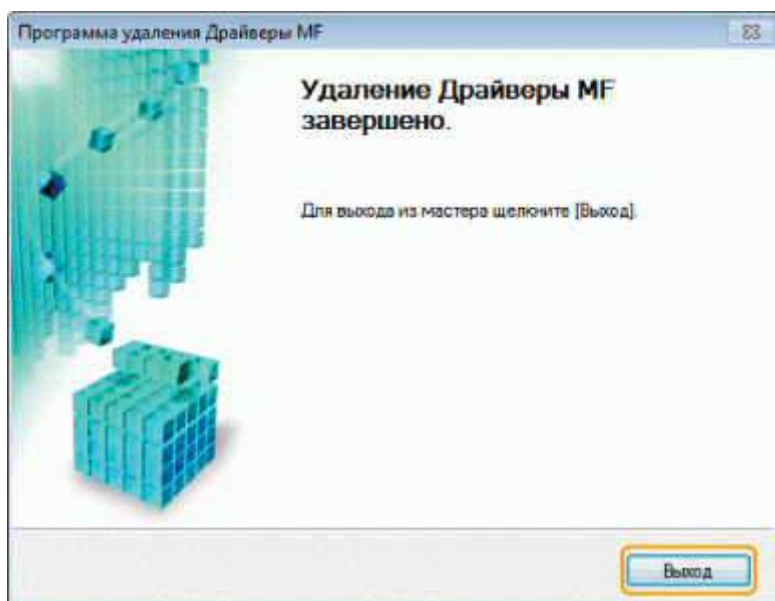 Программа удаления Драйверы MF
Удаление Драйверы MF
завершено.
Для выхода из мастера щелкните [Выход].
Выход